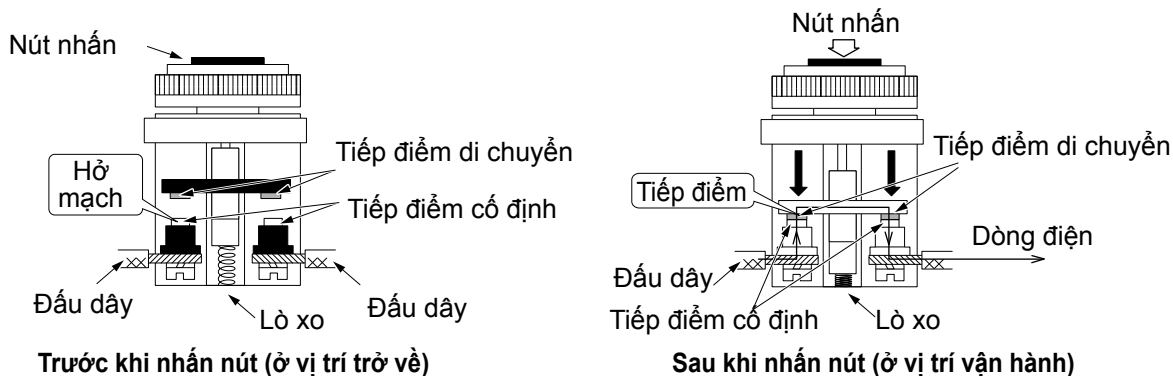 Nút nhấn
Hở
mạch
Tiếp điểm di chuyển
Tiếp điểm cố định
Đấu dây
Lò xo
Đấu dây
Trước khi nhấn nút (ở vị trí trở về)
Nút nhấn
Tiếp điểm di chuyển
Tiếp điểm
Dòng điện
Đấu dây
Tiếp điểm cố định
Lò xo
Sau khi nhấn nút (ở vị trí vận hành)